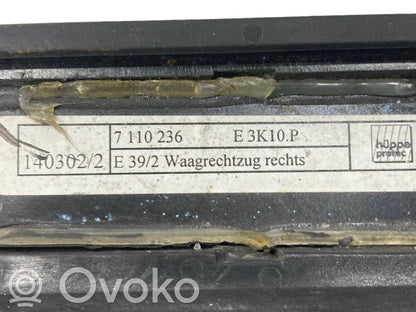 7 110 236 E 3K10.P
140302/2 E 39/2 Waagrechtzug rechts
hüppe
protec
OVOKO